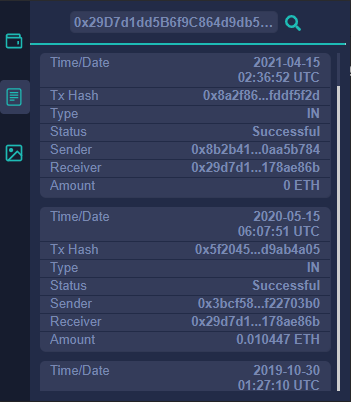 0x29D7d1dd5B6f9C864d9db5...
Time/Date 2021-04-15
02:36:52 UTC
Tx Hash 0x8a2f86...fddf5f2d
Type IN
Status Successful
Sender 0x8b2b41...0aa5b784
Receiver 0x29d7d1...178ae86b
Amount 0 ETH
Time/Date 2020-05-15
06:07:51 UTC
Tx Hash 0x5f2045...d9ab4a05
Type IN
Status Successful
Sender 0x3bcf58...f22703b0
Receiver 0x29d7d1...178ae86b
Amount 0.010447 ETH
Time/Date 2019-10-30
01:27:10 UTC